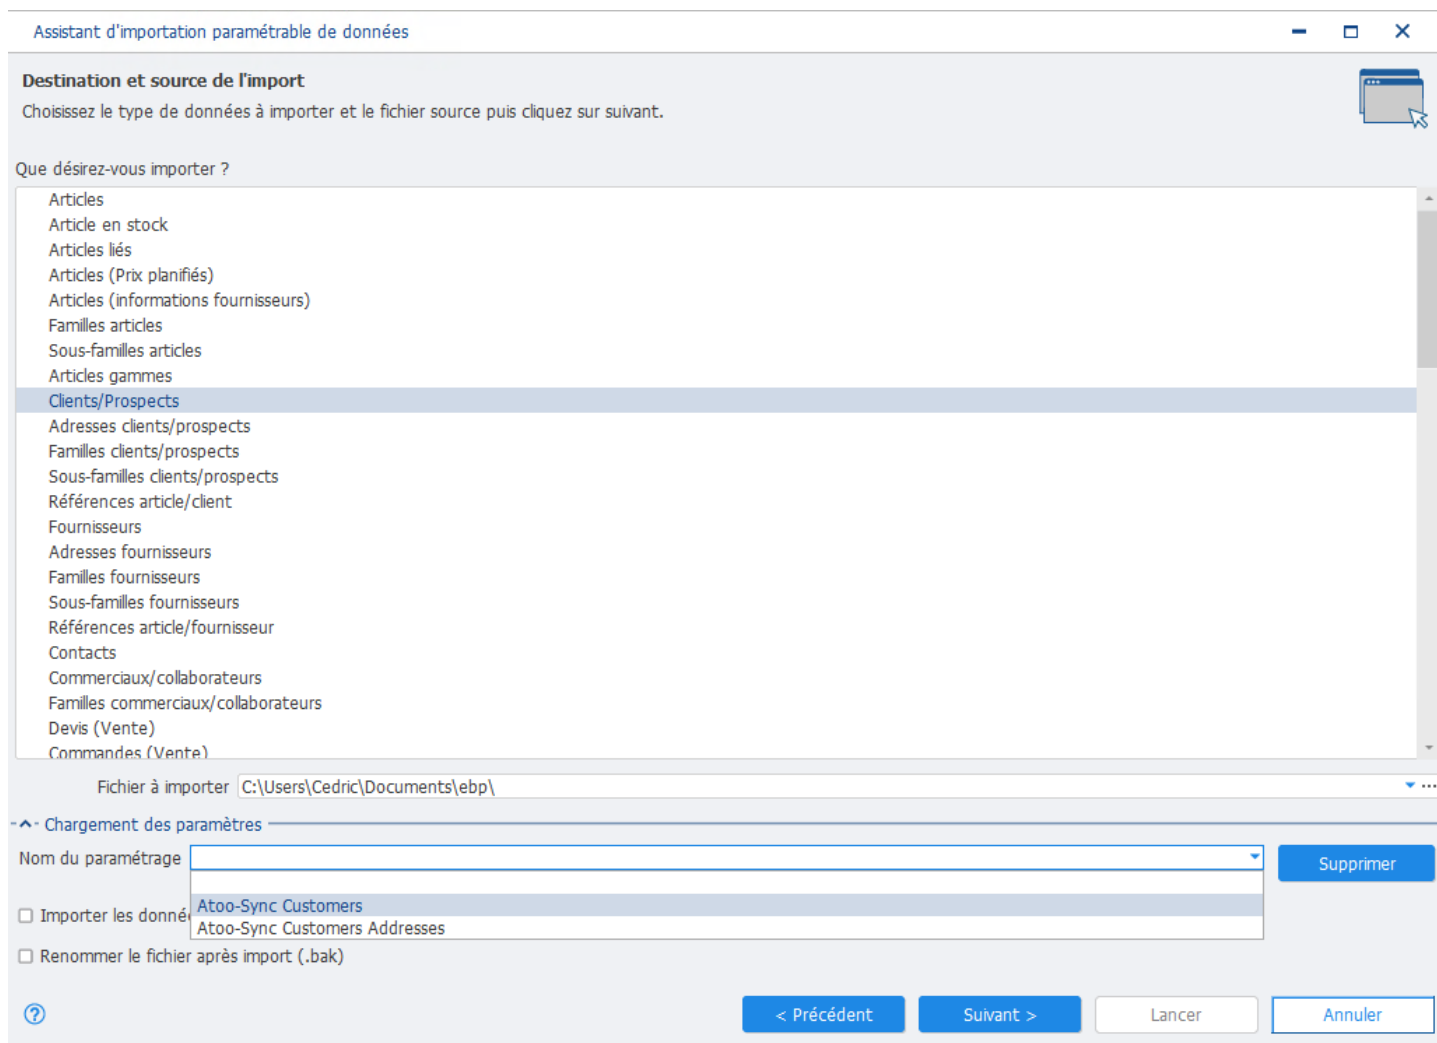 Assistant d'importation paramétrable de données
Destination et source de l'import
Choisissez le type de données à importer et le fichier source puis cliquez sur suivant.
Que désirez-vous importer ?
Articles
Article en stock
Articles liés
Articles (Prix planifiés)
Articles (informations fournisseurs)
Familles articles
Sous-familles articles
Articles gammes
Clients/Prospects
Adresses clients/prospects
Familles clients/prospects
Sous-familles clients/prospects
Références article/client
Fournisseurs
Adresses fournisseurs
Familles fournisseurs
Sous-familles fournisseurs
Références article/fournisseur
Contacts
Commerciaux/collaborateurs
Familles commerciaux/collaborateurs
Devis (Vente)
Commandes (Vente)
Fichier à importer C:\Users\Cedric\Documents\ebp\ ...
Chargement des paramètres
Nom du paramétrage Supprimer
Atoo-Sync Customers
Importer les donné
Atoo-Sync Customers Addresses
Renommer le fichier après import (.bak)
? < Précédent Suivant > Lancer Annuler